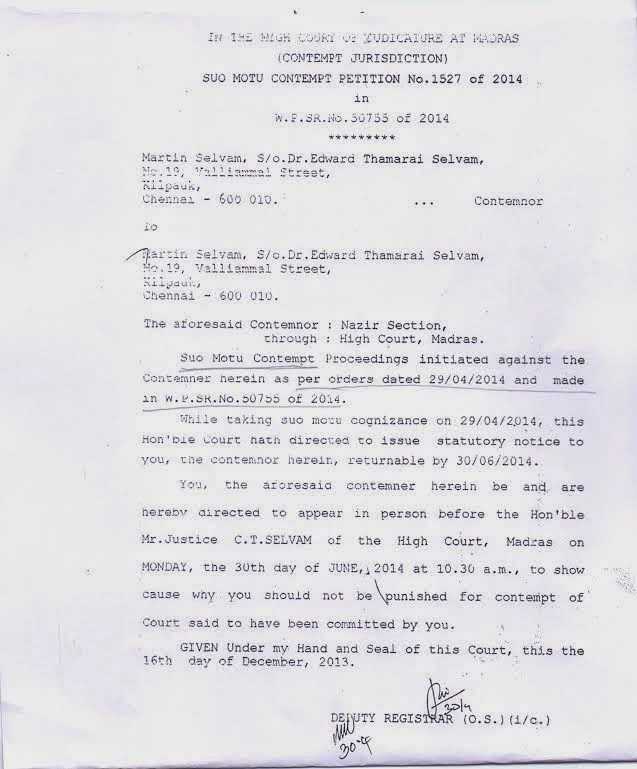 IN THE HIGH COURT OF JUDICATURE AT MADRAS
(CONTEMPT JURISDICTION)
SUO MOTU CONTEMPT PETITION No.1527 of 2014
in
W.P.SR.No.50755 of 2014
*********
Martin Selvam, S/o.Dr.Edward Thamarai Selvam,
No.19, Valliammal Street,
Kilpauk,
Chennai - 600 010. ... Contemnor
To
Martin Selvam, S/o.Dr.Edward Thamarai Selvam,
No.19, Valliammal Street,
Kilpauk,
Chennai - 600 010.
The aforesaid Contemnor : Nazir Section,
through : High Court, Madras.
Suo Motu Contempt Proceedings initiated against the
Contemner herein as per orders dated 29/04/2014 and made
in W.P.SR.No.50755 of 2014.
While taking suo motu cognizance on 29/04/2014, this
Hon'ble Court hath directed to issue statutory notice to
you, the contemnor herein, returnable by 30/06/2014.
You, the aforesaid contemner herein be and are
hereby directed to appear in person before the Hon'ble
Mr.Justice C.T.SELVAM of the High Court, Madras on
MONDAY, the 30th day of JUNE, 2014 at 10.30 a.m., to show
cause why you should not be punished for contempt of
Court said to have been committed by you.
GIVEN Under my Hand and Seal of this Court, this the
16th day of December, 2013.
30/4
DEPUTY REGISTRAR (O.S.)(i/c.)
30-4